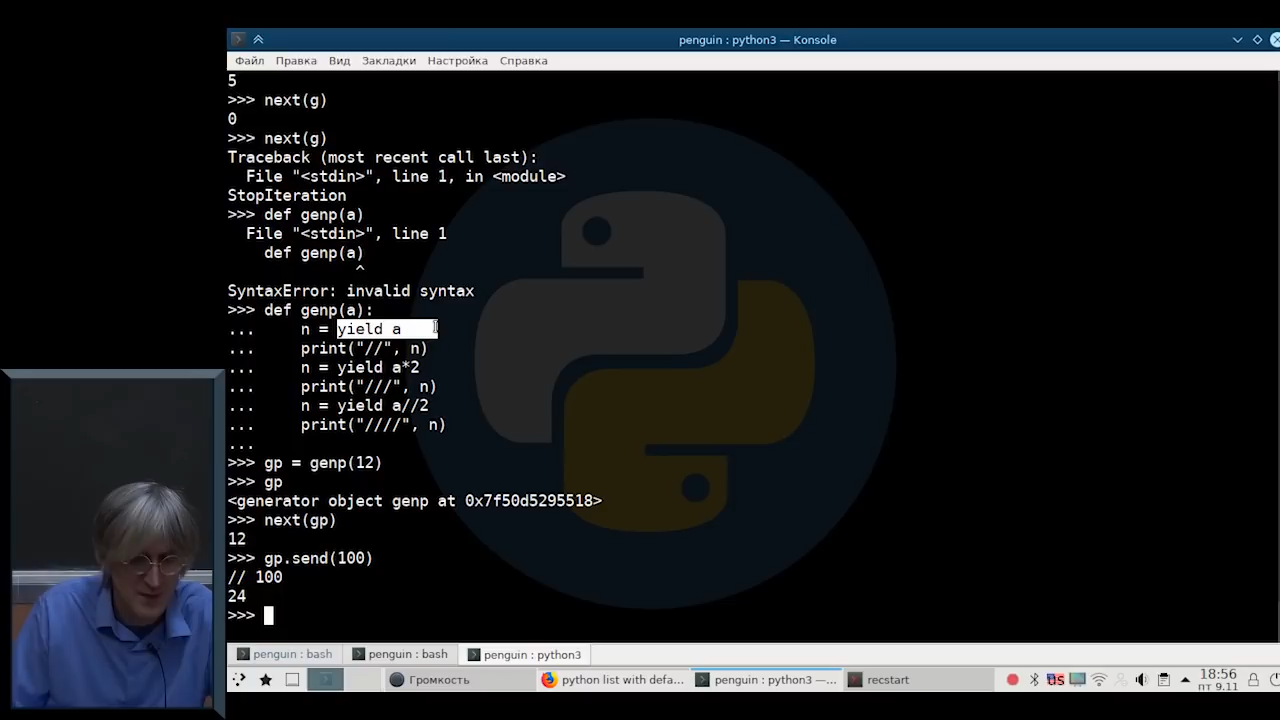 penguin : python3 — Konsole
Файл Правка Вид Закладки Настройка Справка
5
>>> next(g)
0
>>> next(g)
Traceback (most recent call last):
  File "<stdin>", line 1, in <module>
StopIteration
>>> def genp(a)
  File "<stdin>", line 1
    def genp(a)
              ^
SyntaxError: invalid syntax
>>> def genp(a):
...     n = yield a
...     print("//", n)
...     n = yield a*2
...     print("///", n)
...     n = yield a//2
...     print("////", n)
...
>>> gp = genp(12)
>>> gp
<generator object genp at 0x7f50d5295518>
>>> next(gp)
12
>>> gp.send(100)
// 100
24
>>>
penguin : bash penguin : bash penguin : python3
Громкость python list with defa... penguin : python3 —... recstart US 18:56
пт 9.11